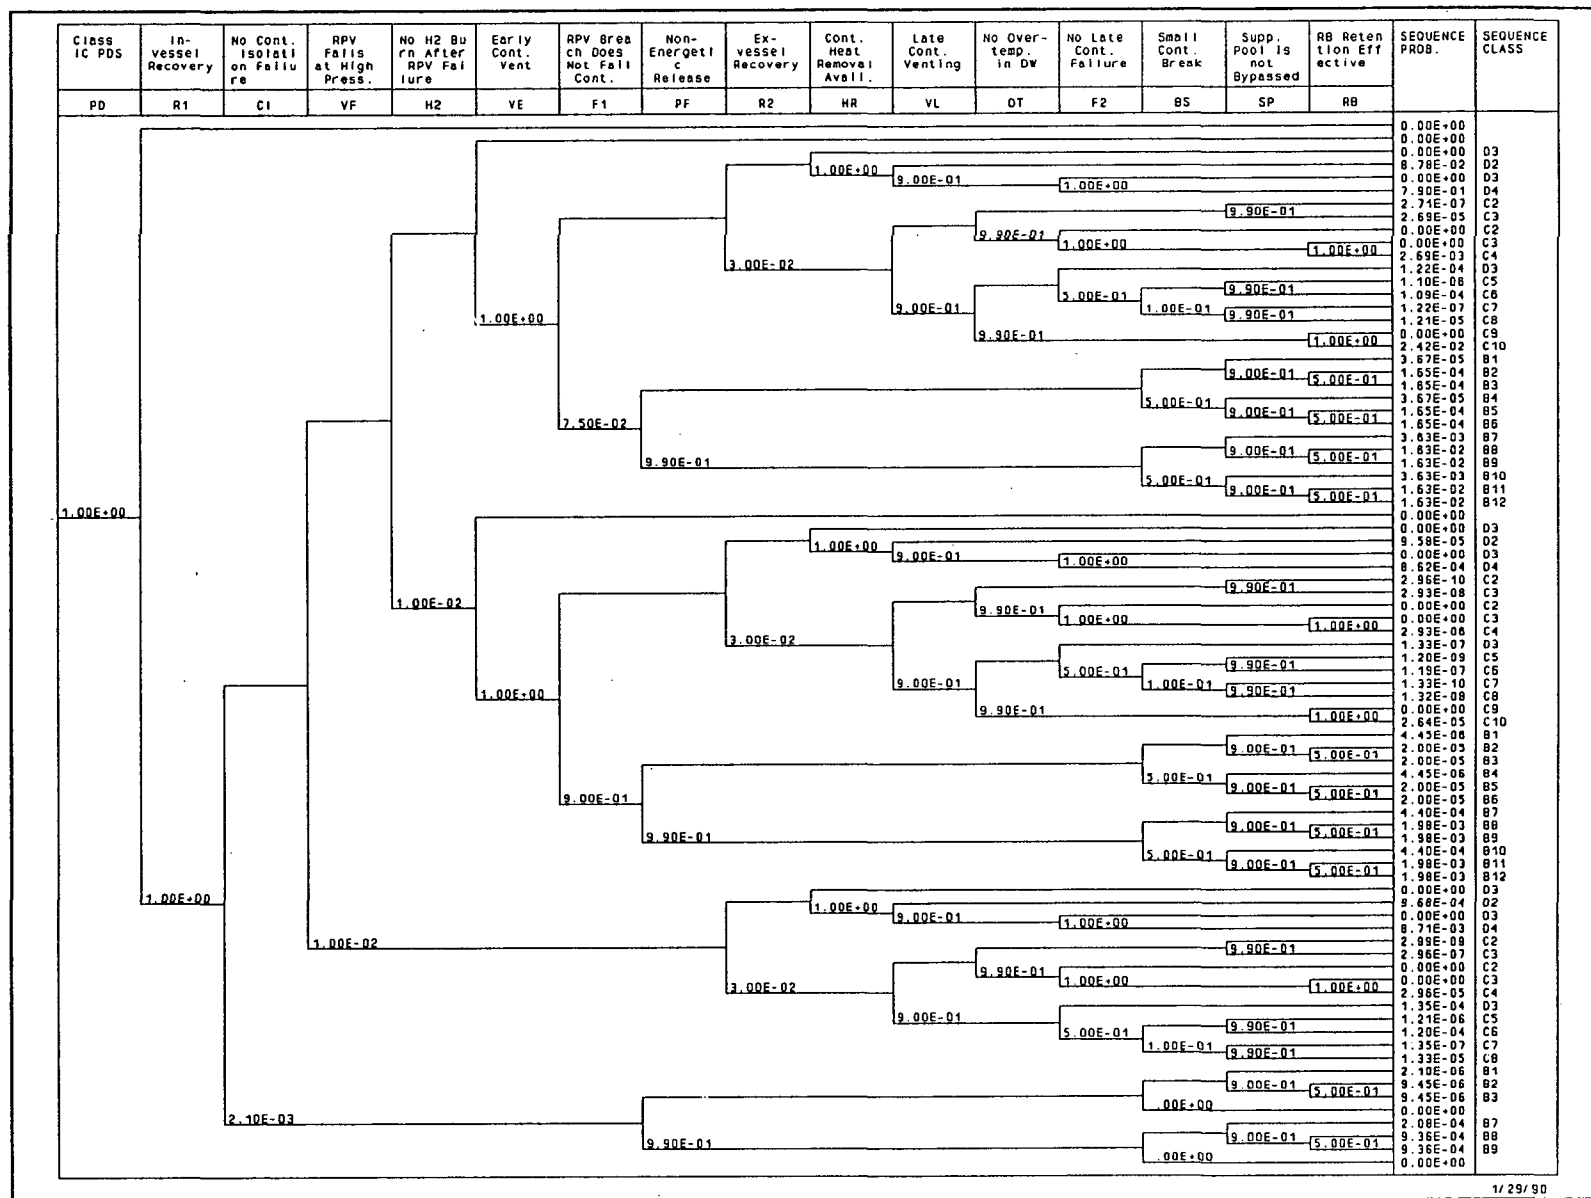 Class IC PDS | In-vessel Recovery | No Cont. Isolati on Failu re | RPV Fails at High Press. | No H2 Bu rn After RPV Fai lure | Early Cont. Vent | RPV Brea ch Does Not Fail Cont. | Non-Energeti c Release | Ex-vessel Recovery | Cont. Heat Removal Avail. | Late Cont. Venting | No Over-temp. in DW | No Late Cont. Failure | Small Cont. Break | Supp. Pool is not Bypassed | RB Reten tion Eff ective | SEQUENCE PROB. | SEQUENCE CLASS
PD R1 CI VF H2 VE F1 PF R2 HR VL OT F2 BS SP RB
0.00E+00
0.00E+00
0.00E+00 D3
1.00E+00 8.78E-02 D2
9.00E-01 0.00E+00 D3
1.00E+00 7.90E-01 D4
2.71E-07 C2
9.90E-01 2.69E-05 C3
9.90E-01 0.00E+00 C2
1.00E+00 0.00E+00 C3
1.00E+00 2.69E-03 C4
3.00E-02 1.22E-04 D3
9.90E-01 1.10E-06 C5
5.00E-01 1.09E-04 C6
9.00E-01 1.00E-01 1.22E-07 C7
1.00E+00 9.90E-01 1.21E-05 C8
9.90E-01 0.00E+00 C9
1.00E+00 2.42E-02 C10
3.67E-05 B1
9.00E-01 1.65E-04 B2
5.00E-01 1.65E-04 B3
5.00E-01 3.67E-05 B4
9.00E-01 1.65E-04 B5
7.50E-02 5.00E-01 1.65E-04 B6
3.63E-03 B7
9.00E-01 1.63E-02 B8
9.90E-01 5.00E-01 1.63E-02 B9
5.00E-01 3.63E-03 B10
9.00E-01 1.63E-02 B11
5.00E-01 1.63E-02 B12
1.00E+00 0.00E+00
0.00E+00 D3
1.00E+00 9.58E-05 D2
9.00E-01 0.00E+00 D3
1.00E+00 8.62E-04 D4
2.96E-10 C2
9.90E-01 2.93E-08 C3
1.00E-02 9.90E-01 0.00E+00 C2
1.00E+00 0.00E+00 C3
1.00E+00 2.93E-06 C4
3.00E-02 1.33E-07 D3
9.90E-01 1.20E-09 C5
5.00E-01 1.19E-07 C6
9.00E-01 1.00E-01 1.33E-10 C7
1.00E+00 9.90E-01 1.32E-08 C8
9.90E-01 0.00E+00 C9
1.00E+00 2.64E-05 C10
4.45E-06 B1
9.00E-01 2.00E-05 B2
5.00E-01 2.00E-05 B3
5.00E-01 4.45E-06 B4
9.00E-01 2.00E-05 B5
9.00E-01 5.00E-01 2.00E-05 B6
4.40E-04 B7
9.00E-01 1.98E-03 B8
9.90E-01 5.00E-01 1.98E-03 B9
5.00E-01 4.40E-04 B10
9.00E-01 1.98E-03 B11
5.00E-01 1.98E-03 B12
0.00E+00 D3
1.00E+00 1.00E+00 9.68E-04 D2
9.00E-01 0.00E+00 D3
1.00E+00 8.71E-03 D4
1.00E-02 2.99E-09 C2
9.90E-01 2.96E-07 C3
9.90E-01 0.00E+00 C2
1.00E+00 0.00E+00 C3
3.00E-02 1.00E+00 2.96E-05 C4
1.35E-04 D3
9.00E-01 9.90E-01 1.21E-06 C5
5.00E-01 1.20E-04 C6
1.00E-01 1.35E-07 C7
9.90E-01 1.33E-05 C8
2.10E-06 B1
9.00E-01 9.45E-06 B2
5.00E-01 9.45E-06 B3
.00E+00 0.00E+00
2.10E-03 2.08E-04 B7
9.00E-01 9.36E-04 B8
9.90E-01 5.00E-01 9.36E-04 B9
.00E+00 0.00E+00
1/29/90